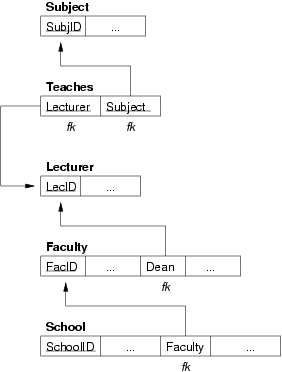 Subject
SubjID ...
Teaches
Lecturer Subject
fk fk
Lecturer
LecID ...
Faculty
FacID ... Dean ...
fk
School
SchoolID ... Faculty ...
fk